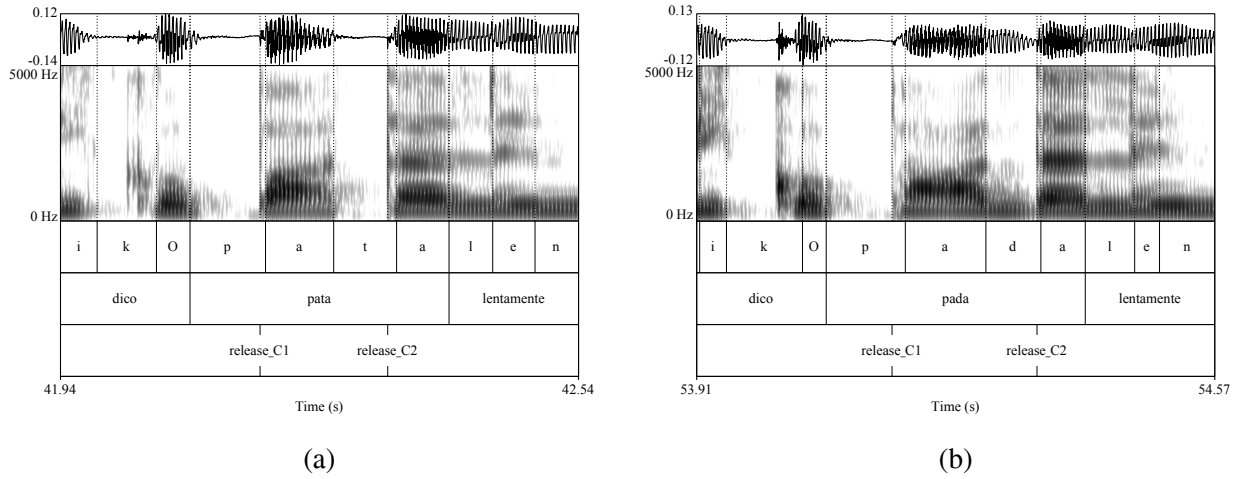 0.12
-0.14
5000 Hz
0 Hz
i k O p a t a l e n
dico pata lentamente
release_C1 release_C2
41.94 42.54
Time (s)
(a)
0.13
-0.12
5000 Hz
0 Hz
i k O p a d a l e n
dico pada lentamente
release_C1 release_C2
53.91 54.57
Time (s)
(b)